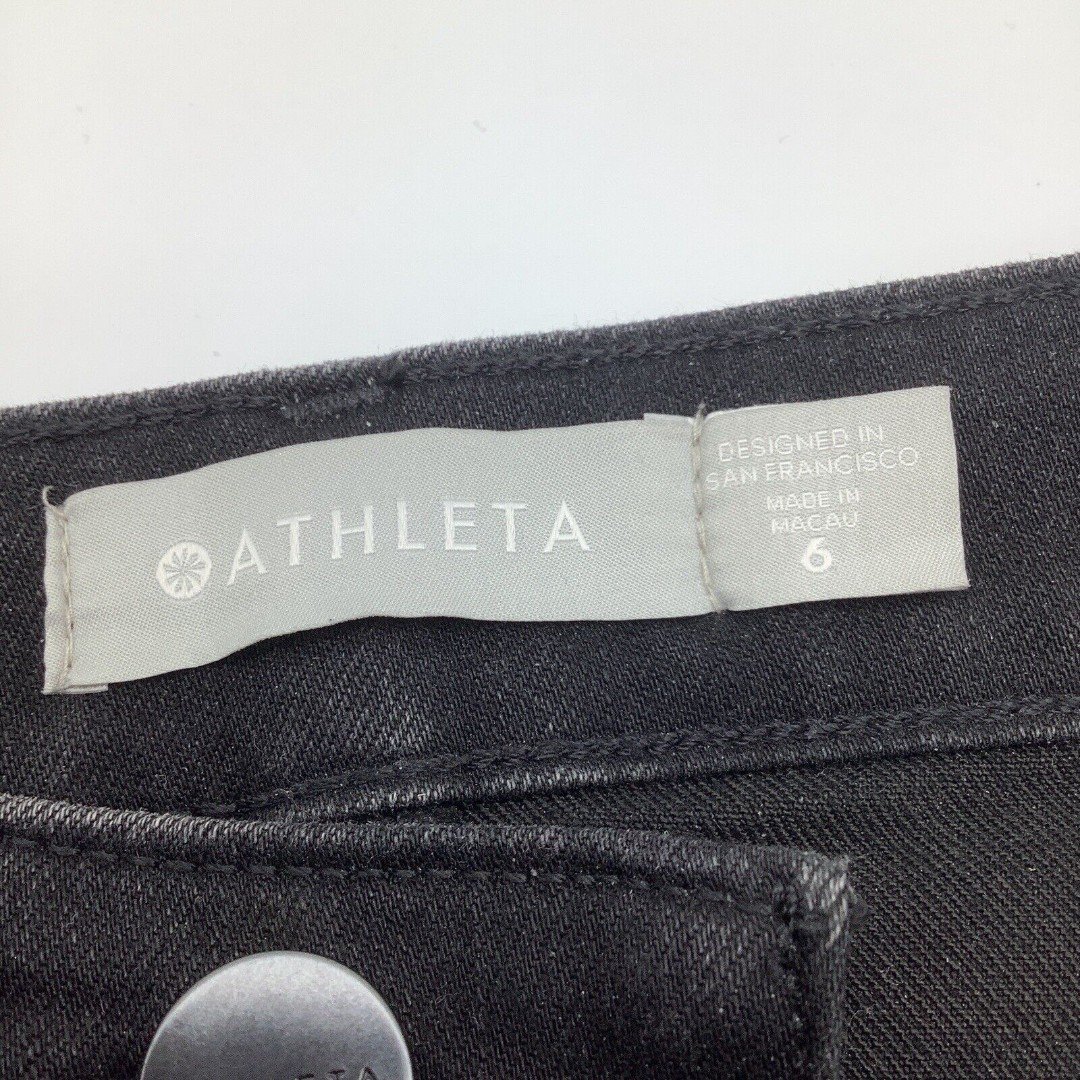 ATHLETA
DESIGNED IN
SAN FRANCISCO
MADE IN
MACAU
6